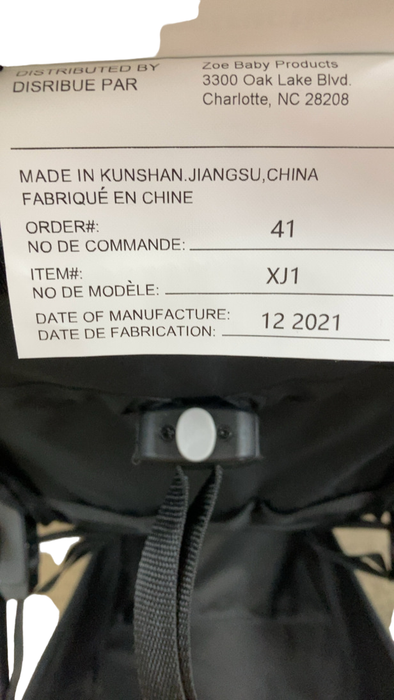 DISTRIBUTED BY
DISRIBUE PAR
Zoe Baby Products
3300 Oak Lake Blvd.
Charlotte, NC 28208
MADE IN KUNSHAN.JIANGSU,CHINA
FABRIQUÉ EN CHINE
ORDER#:
NO DE COMMANDE: 41
ITEM#:
NO DE MODÈLE: XJ1
DATE OF MANUFACTURE:
DATE DE FABRICATION: 12 2021